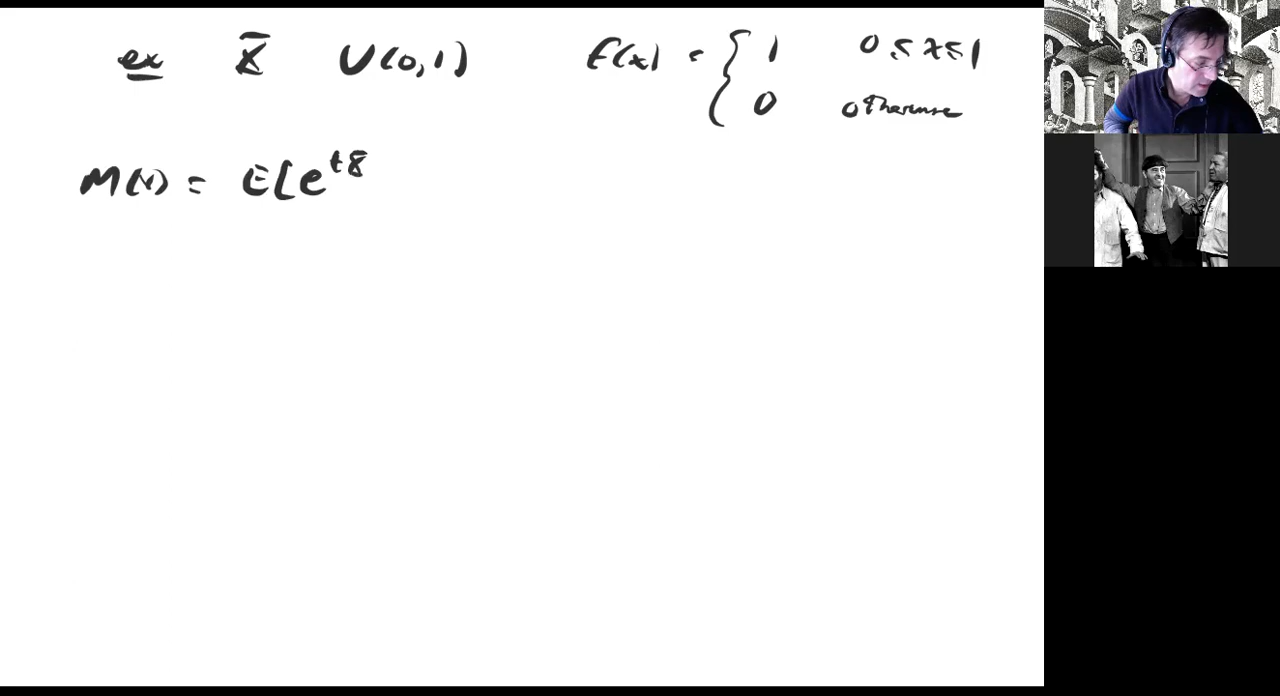 ex X U(0,1) f(x) = { 1 0 ≤ x ≤ 1
0 otherwise
M(t) = E[e^{tX}